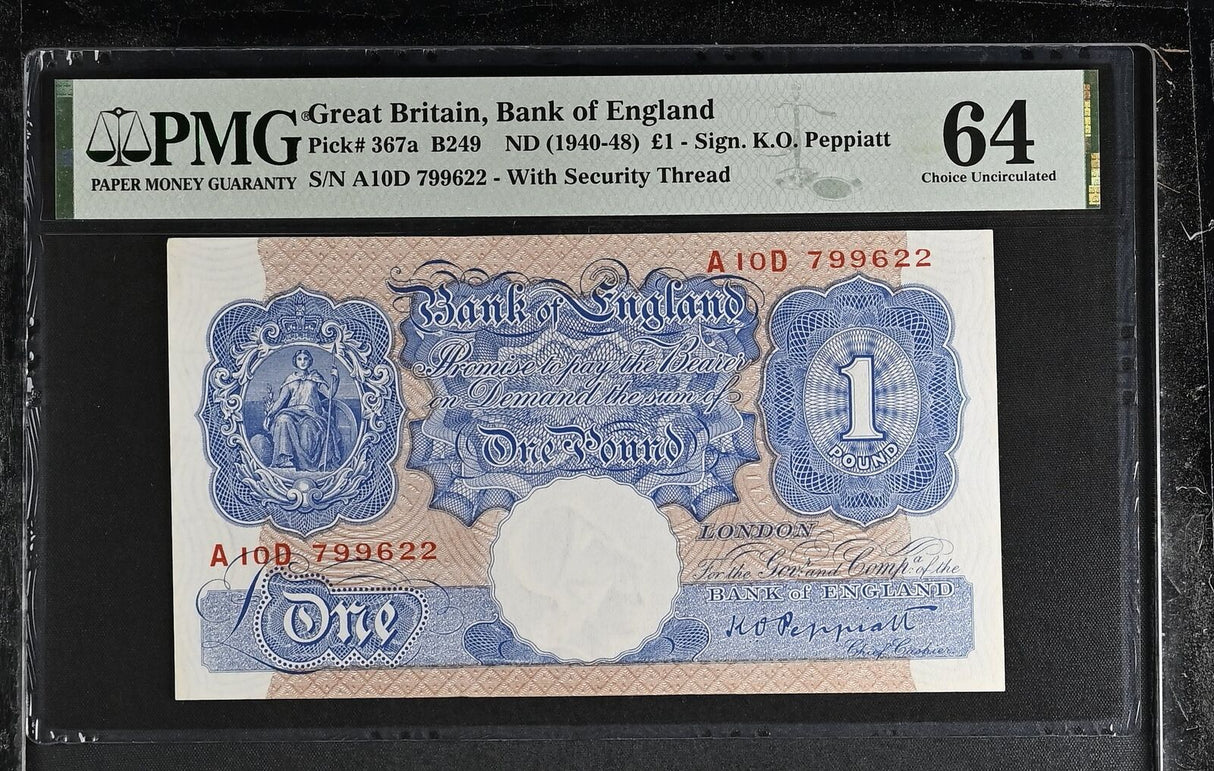 PMG®
PAPER MONEY GUARANTY
Great Britain, Bank of England
Pick# 367a B249 ND (1940-48) £1 - Sign. K.O. Peppiatt
S/N A10D 799622 - With Security Thread
64
Choice Uncirculated
A10D 799622
Bank of England
Promise to pay the Bearer
on Demand the sum of
One Pound
1
POUND
A10D 799622
LONDON
For the Govr and Compa of the
BANK of ENGLAND
One
K O Peppiatt
Chief Cashier